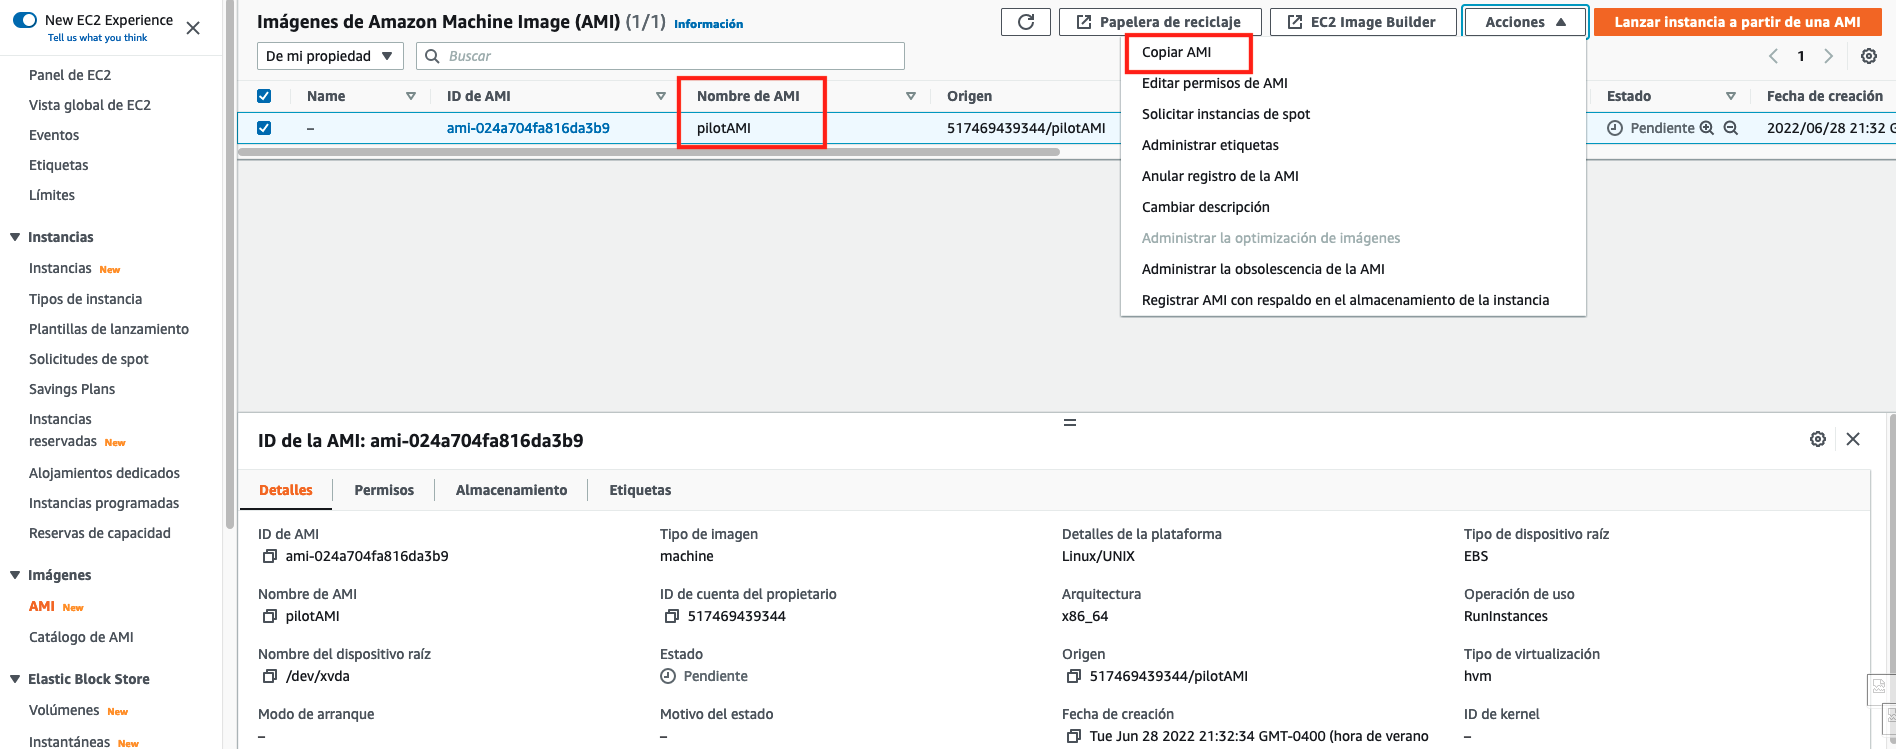 New EC2 Experience
Tell us what you think
Panel de EC2
Vista global de EC2
Eventos
Etiquetas
Límites
Instancias
Instancias New
Tipos de instancia
Plantillas de lanzamiento
Solicitudes de spot
Savings Plans
Instancias
reservadas New
Alojamientos dedicados
Instancias programadas
Reservas de capacidad
Imágenes
AMI New
Catálogo de AMI
Elastic Block Store
Volúmenes New
Instantáneas New
Imágenes de Amazon Machine Image (AMI) (1/1) Información
Papelera de reciclaje
EC2 Image Builder
Acciones
Lanzar instancia a partir de una AMI
De mi propiedad
Buscar
1
Name ID de AMI Nombre de AMI Origen Estado Fecha de creación
– ami-024a704fa816da3b9 pilotAMI 517469439344/pilotAMI Pendiente 2022/06/28 21:32
Copiar AMI
Editar permisos de AMI
Solicitar instancias de spot
Administrar etiquetas
Anular registro de la AMI
Cambiar descripción
Administrar la optimización de imágenes
Administrar la obsolescencia de la AMI
Registrar AMI con respaldo en el almacenamiento de la instancia
ID de la AMI: ami-024a704fa816da3b9
Detalles Permisos Almacenamiento Etiquetas
ID de AMI Tipo de imagen Detalles de la plataforma Tipo de dispositivo raíz
ami-024a704fa816da3b9 machine Linux/UNIX EBS
Nombre de AMI ID de cuenta del propietario Arquitectura Operación de uso
pilotAMI 517469439344 x86_64 RunInstances
Nombre del dispositivo raíz Estado Origen Tipo de virtualización
/dev/xvda Pendiente 517469439344/pilotAMI hvm
Modo de arranque Motivo del estado Fecha de creación ID de kernel
– – Tue Jun 28 2022 21:32:34 GMT-0400 (hora de verano –